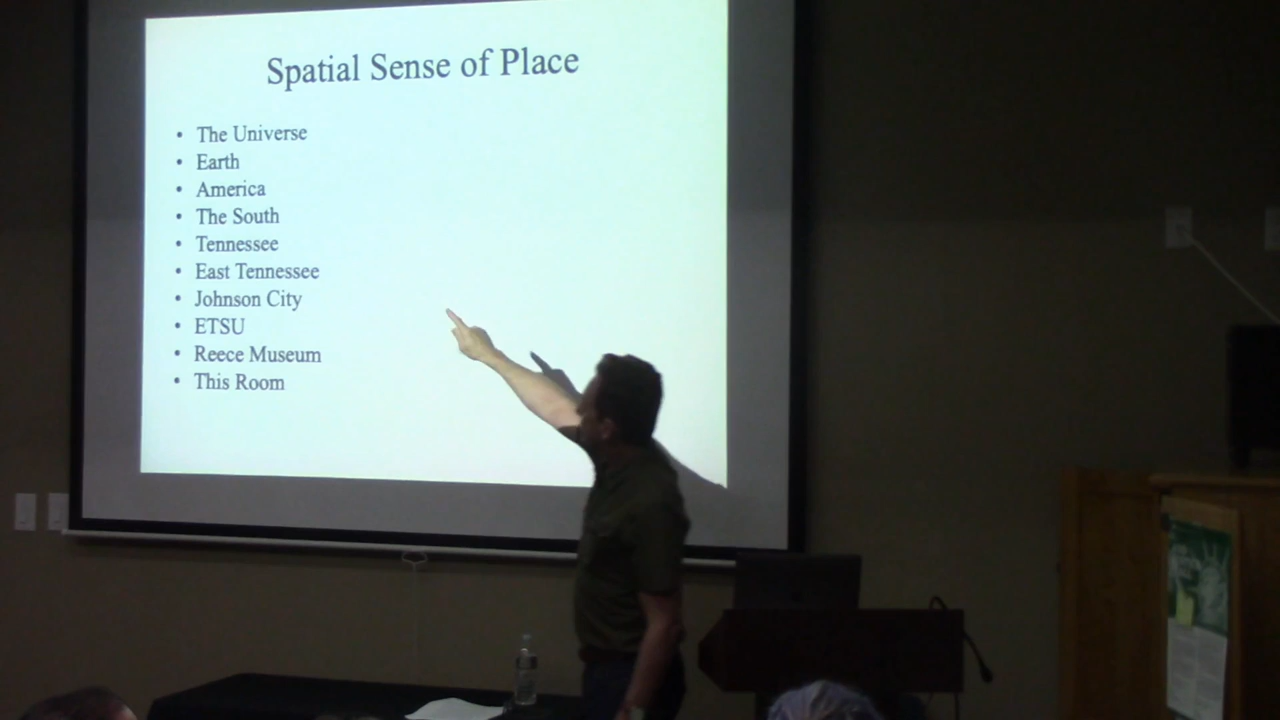 Spatial Sense of Place
• The Universe
• Earth
• America
• The South
• Tennessee
• East Tennessee
• Johnson City
• ETSU
• Reece Museum
• This Room